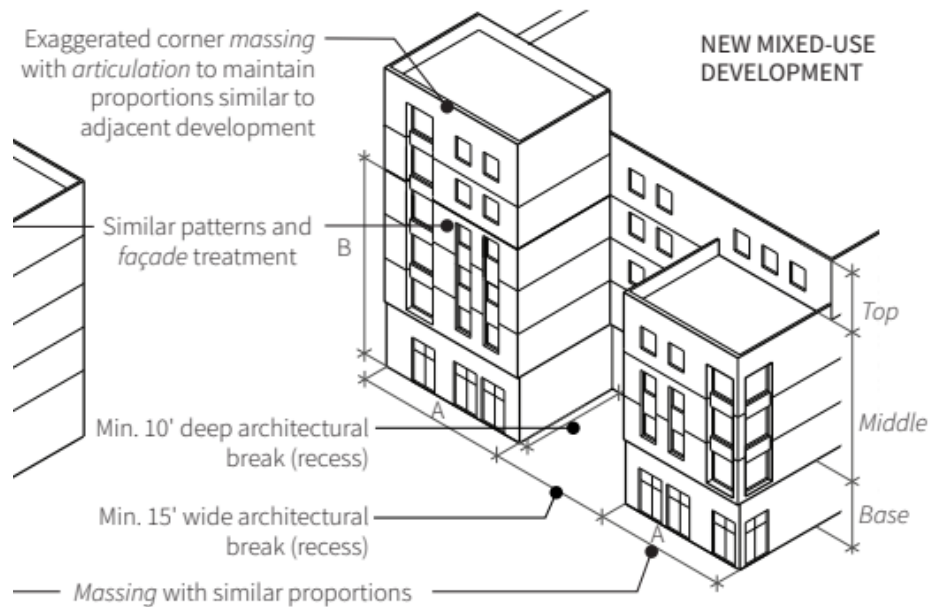 Exaggerated corner massing
with articulation to maintain
proportions similar to
adjacent development
NEW MIXED-USE
DEVELOPMENT
Similar patterns and
façade treatment
B
Top
A
Min. 10' deep architectural
break (recess)
Middle
Min. 15' wide architectural
break (recess)
Base
A
Massing with similar proportions